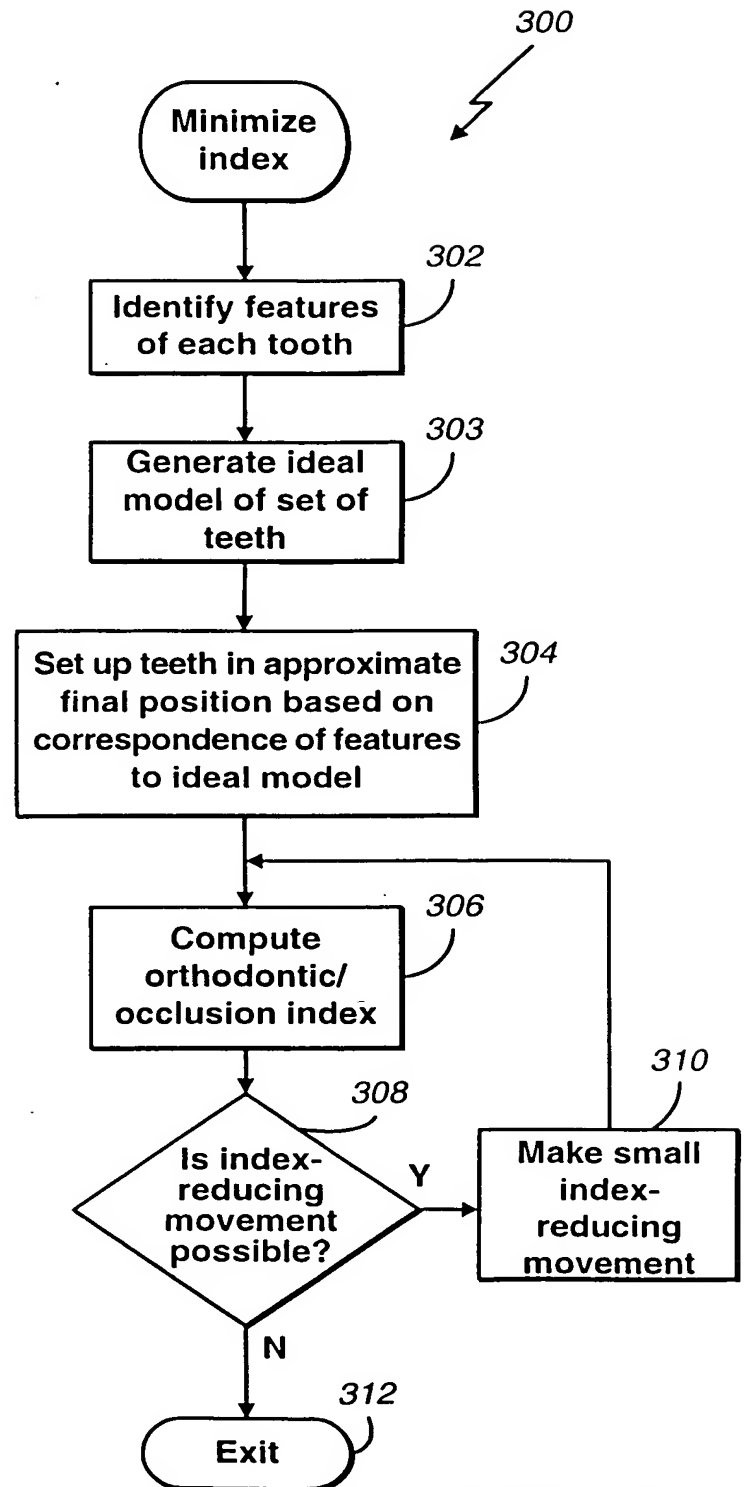 300
Minimize
index
302
Identify features
of each tooth
303
Generate ideal
model of set of
teeth
304
Set up teeth in approximate
final position based on
correspondence of features
to ideal model
306
Compute
orthodontic/
occlusion index
308
Is index-
reducing
movement
possible?
Y
310
Make small
index-
reducing
movement
N
312
Exit